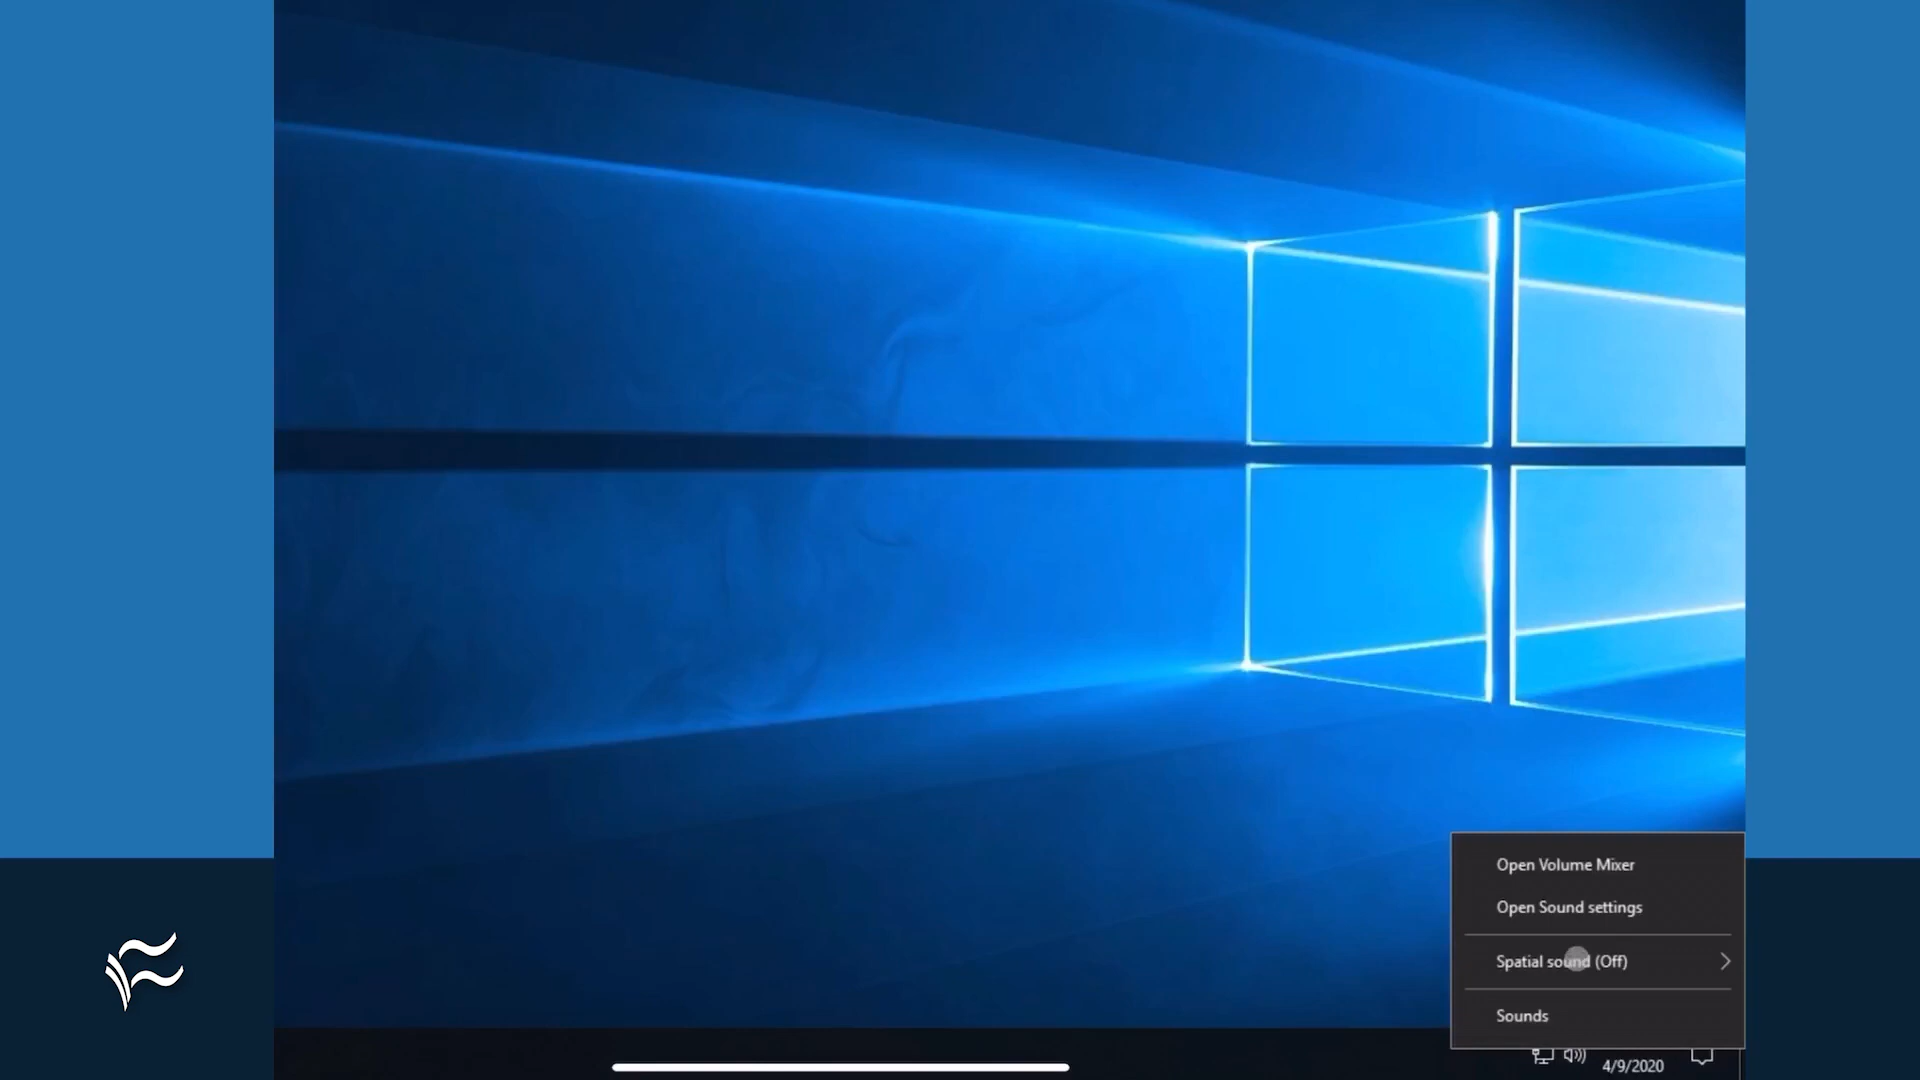 Open Volume Mixer
Open Sound settings
Spatial sound (Off)
Sounds
4/9/2020